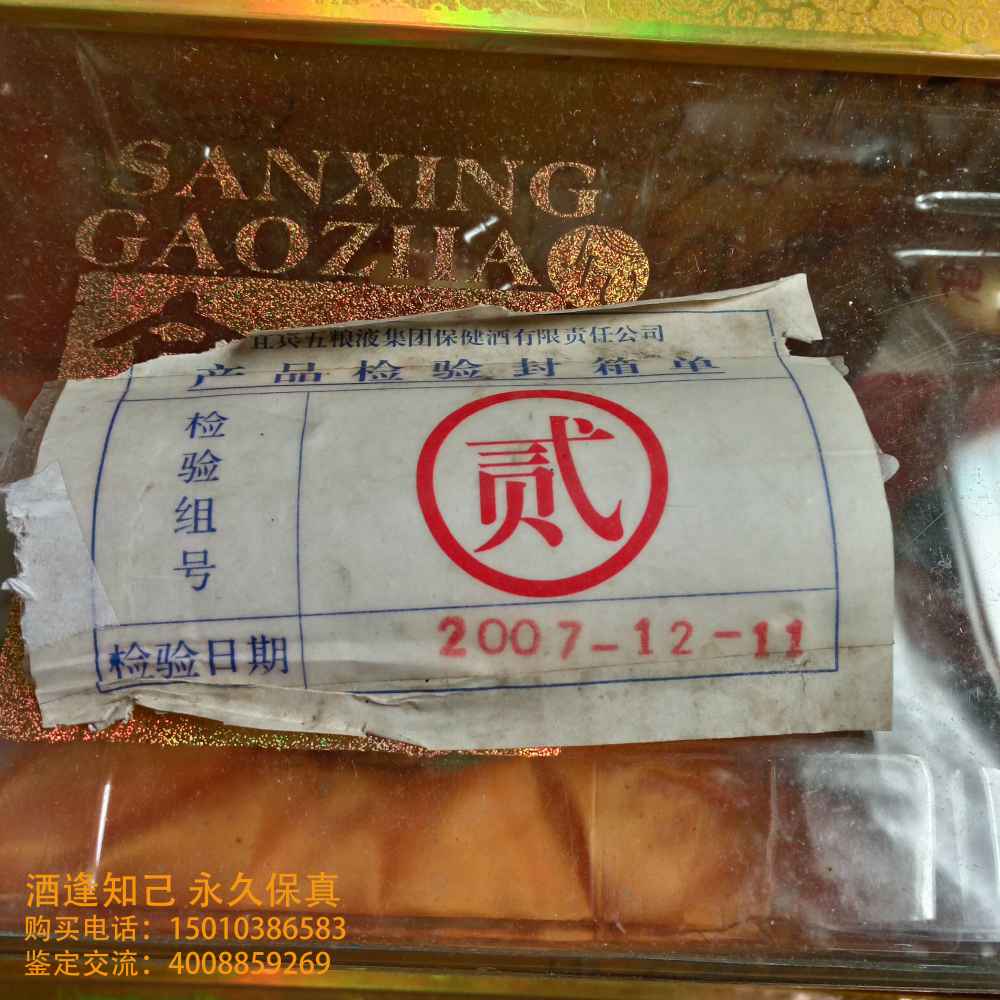 SANXING
GAOZHAO
宜宾五粮液集团保健酒有限责任公司
产品检验封箱单
检验组号
贰
检验日期
2007-12-11
酒逢知己 永久保真
购买电话：15010386583
鉴定交流：4008859269